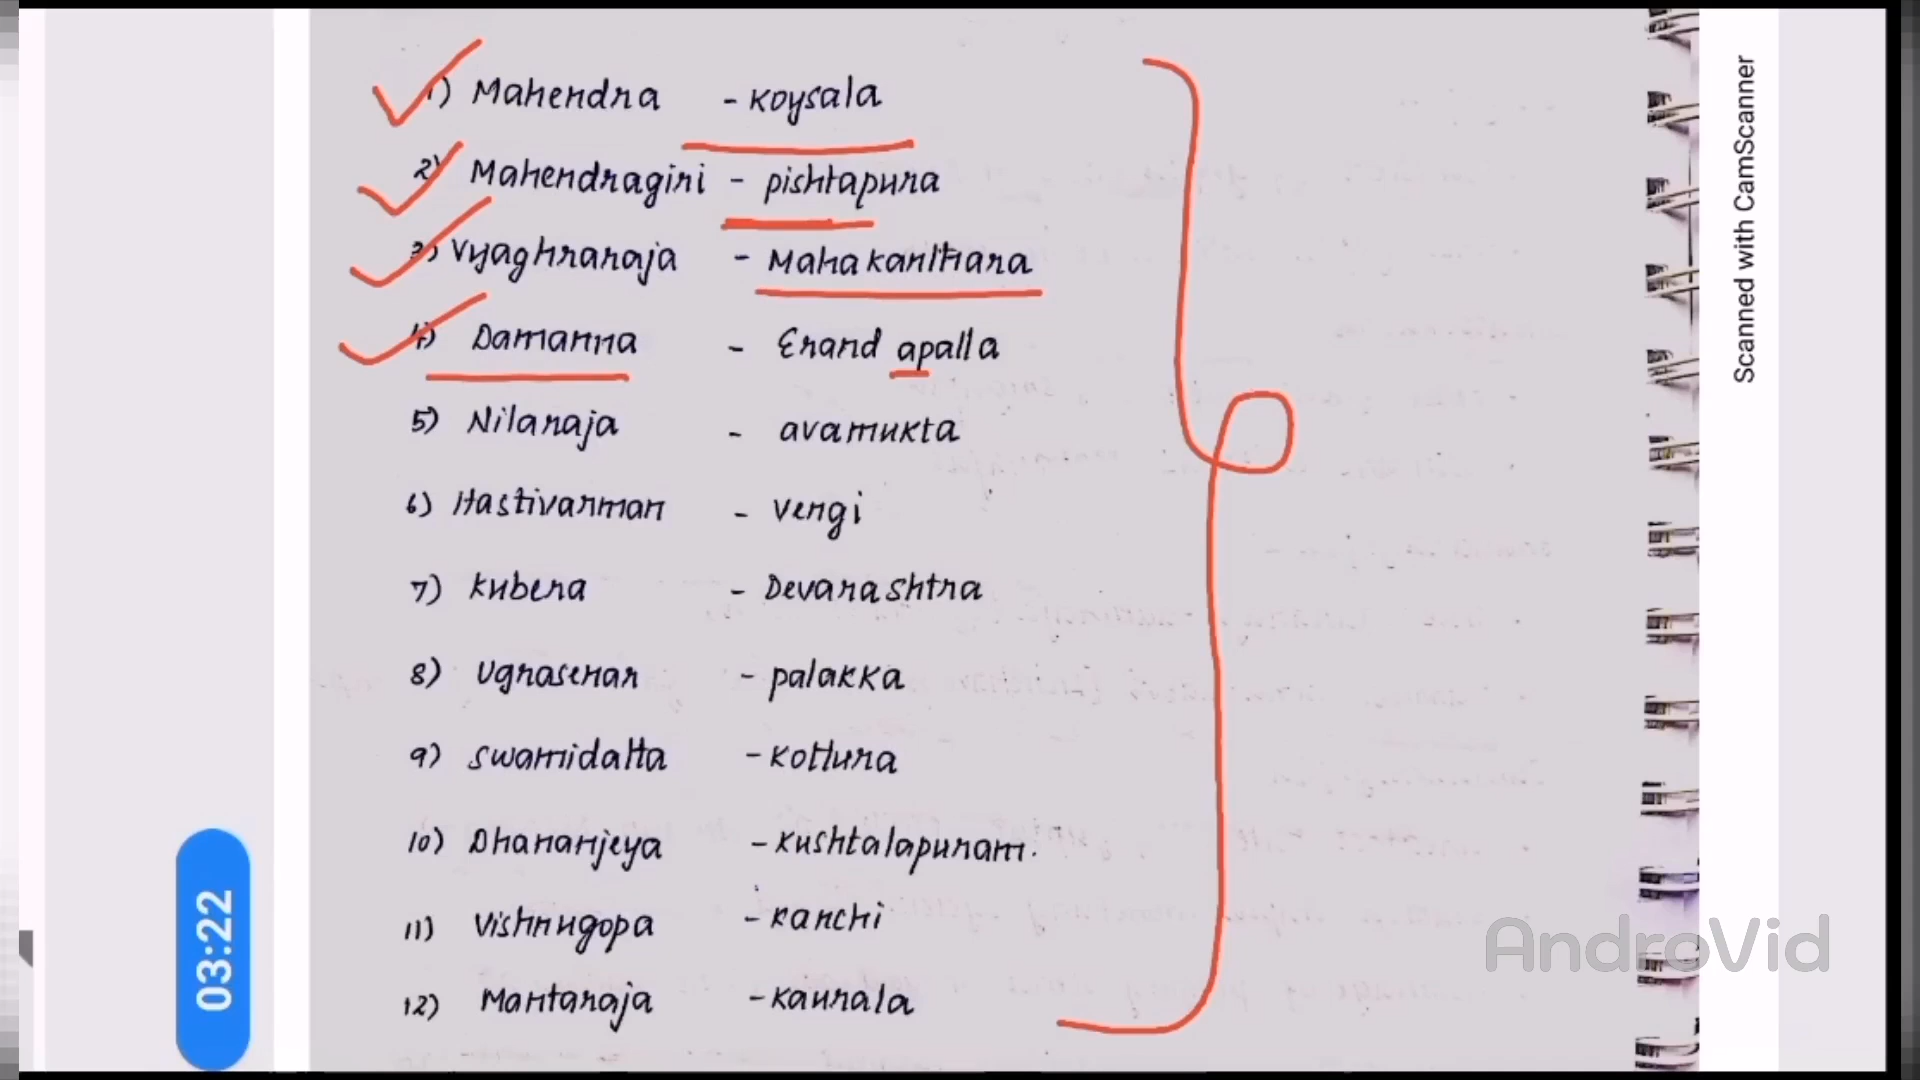 1) Mahendra - Koysala
2) Mahendragiri - pishtapura
3) Vyaghraraja - Mahakanthara
4) Damanna - Erand apalla
5) Nilaraja - avamukta
6) Hastivarman - vengi
7) Kubera - Devarashtra
8) Ugrasenan - palakka
9) swamidatta - kottura
10) Dhananjeya - kushtalapuram.
11) Vishnugopa - kanchi
12) Mantaraja - kaurala
Scanned with CamScanner
03:22
AndroVid